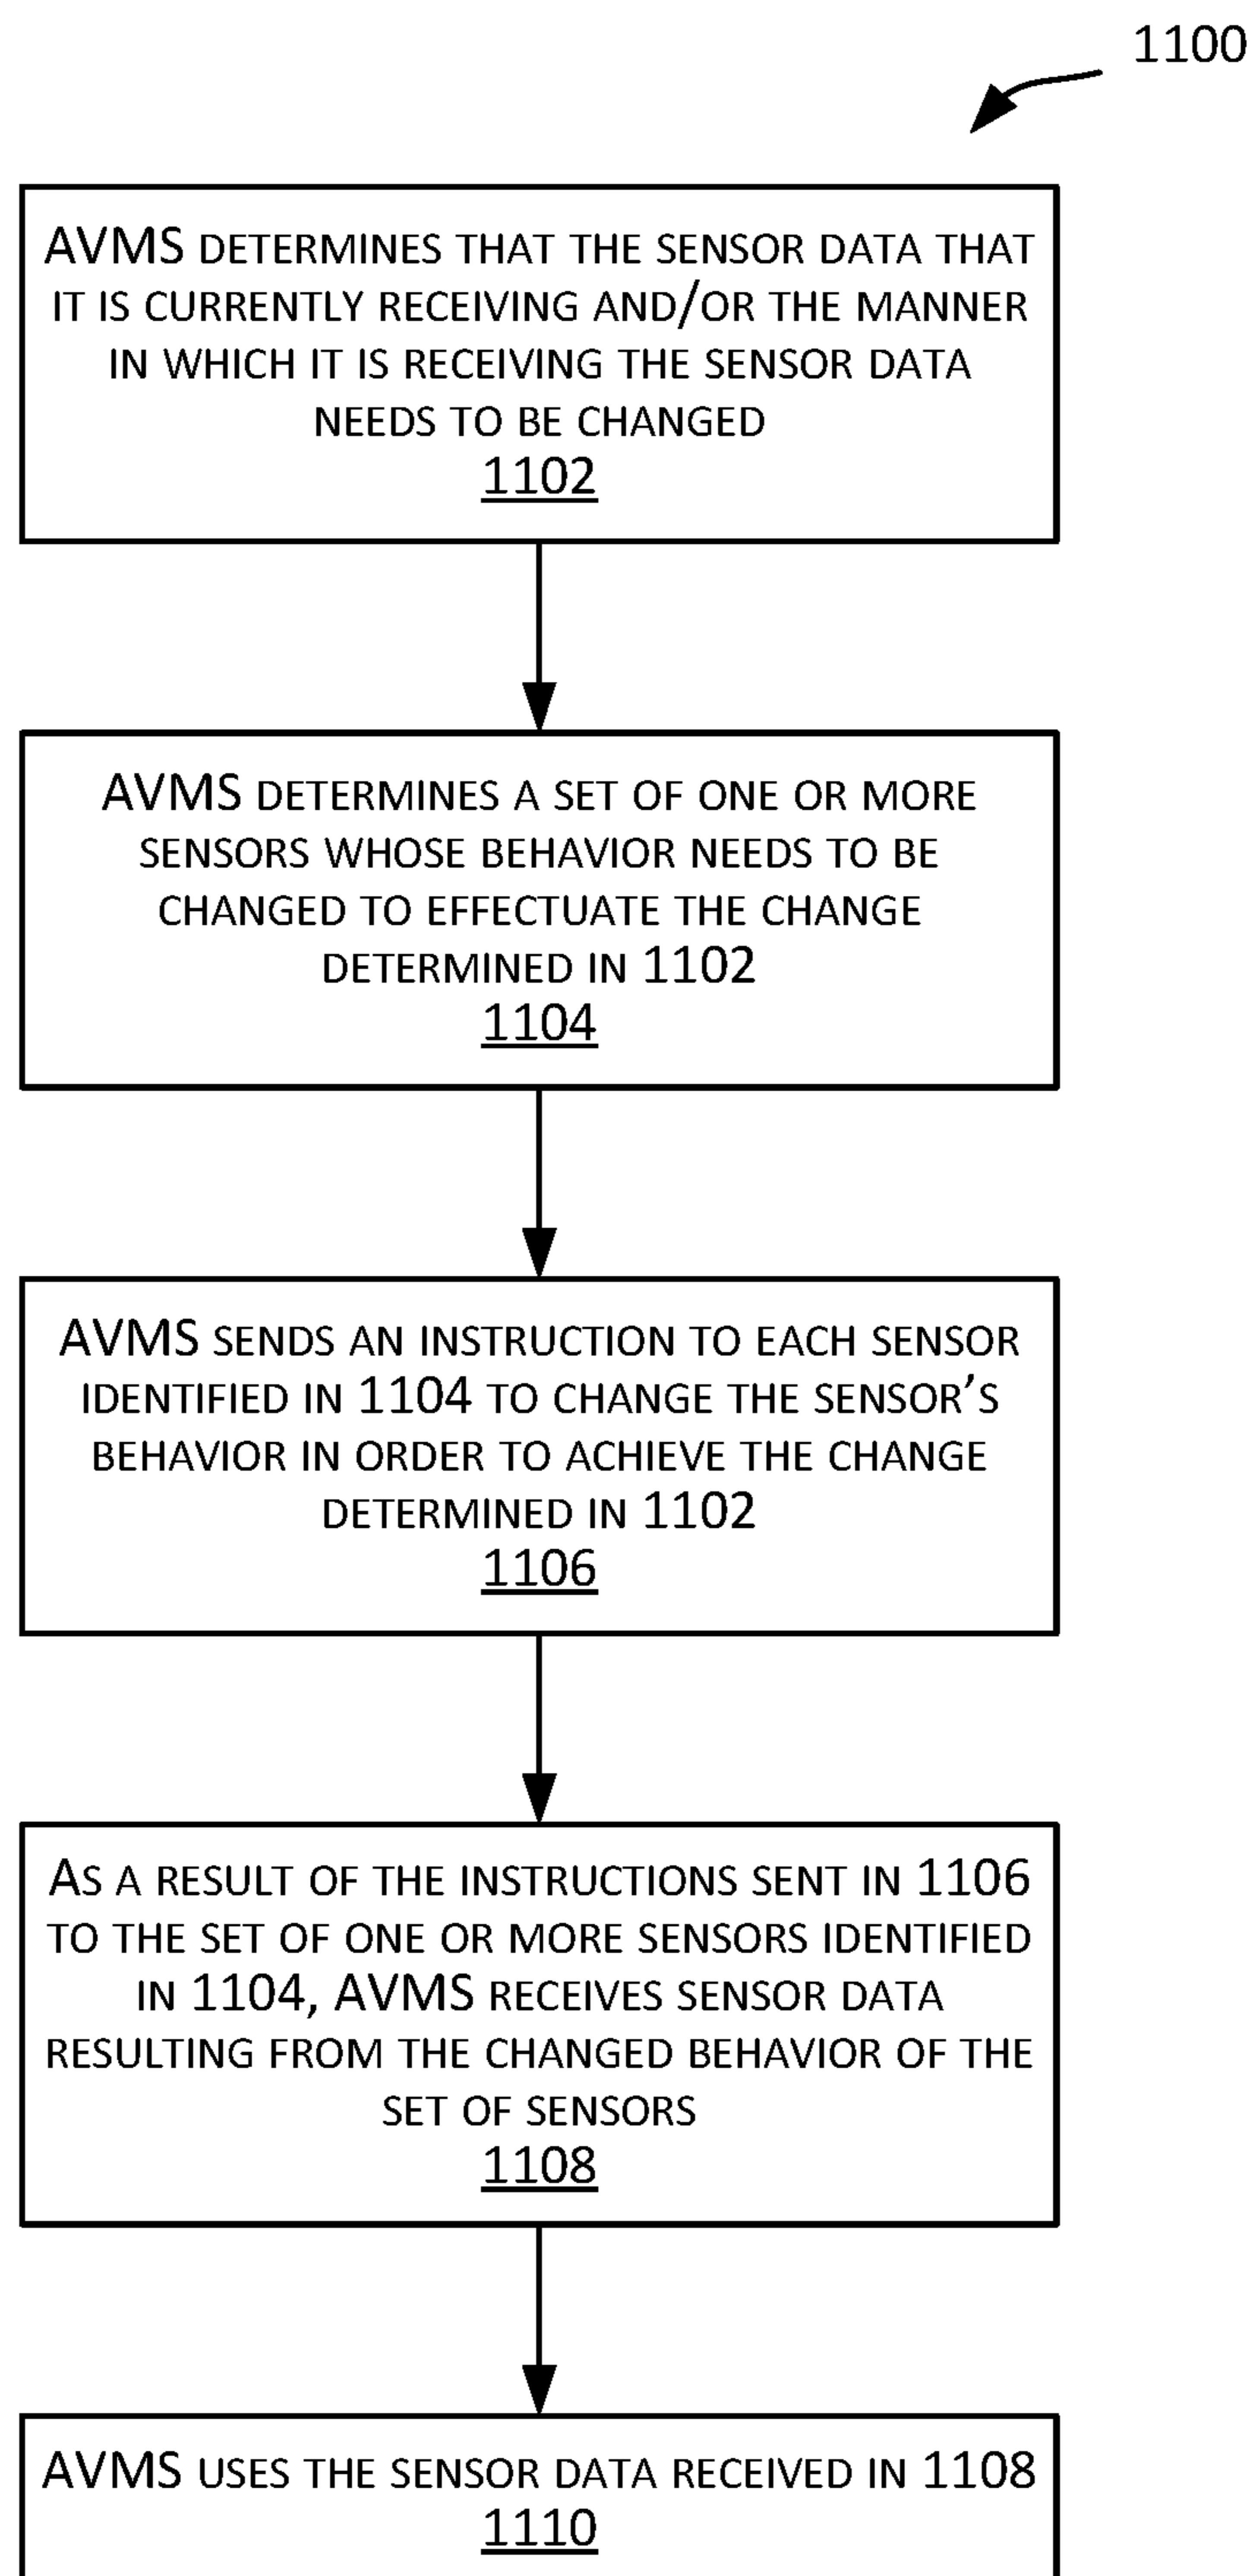 1100
AVMS DETERMINES THAT THE SENSOR DATA THAT
IT IS CURRENTLY RECEIVING AND/OR THE MANNER
IN WHICH IT IS RECEIVING THE SENSOR DATA
NEEDS TO BE CHANGED
1102
AVMS DETERMINES A SET OF ONE OR MORE
SENSORS WHOSE BEHAVIOR NEEDS TO BE
CHANGED TO EFFECTUATE THE CHANGE
DETERMINED IN 1102
1104
AVMS SENDS AN INSTRUCTION TO EACH SENSOR
IDENTIFIED IN 1104 TO CHANGE THE SENSOR’S
BEHAVIOR IN ORDER TO ACHIEVE THE CHANGE
DETERMINED IN 1102
1106
AS A RESULT OF THE INSTRUCTIONS SENT IN 1106
TO THE SET OF ONE OR MORE SENSORS IDENTIFIED
IN 1104, AVMS RECEIVES SENSOR DATA
RESULTING FROM THE CHANGED BEHAVIOR OF THE
SET OF SENSORS
1108
AVMS USES THE SENSOR DATA RECEIVED IN 1108
1110